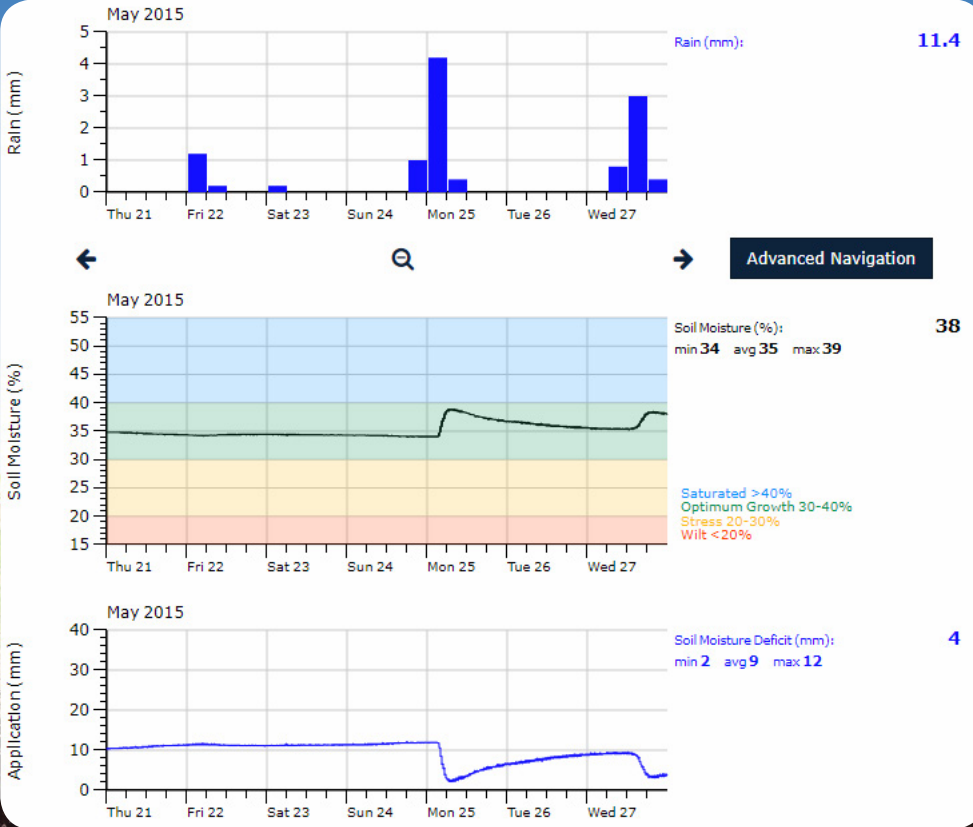 May 2015
Rain (mm)
5
4
3
2
1
0
Thu 21 Fri 22 Sat 23 Sun 24 Mon 25 Tue 26 Wed 27
Rain (mm): 11.4
Advanced Navigation
May 2015
Soil Moisture (%)
55
50
45
40
35
30
25
20
15
Thu 21 Fri 22 Sat 23 Sun 24 Mon 25 Tue 26 Wed 27
Soil Moisture (%): 38
min 34 avg 35 max 39
Saturated >40%
Optimum Growth 30-40%
Stress 20-30%
Wilt <20%
May 2015
Application (mm)
40
30
20
10
0
Thu 21 Fri 22 Sat 23 Sun 24 Mon 25 Tue 26 Wed 27
Soil Moisture Deficit (mm): 4
min 2 avg 9 max 12